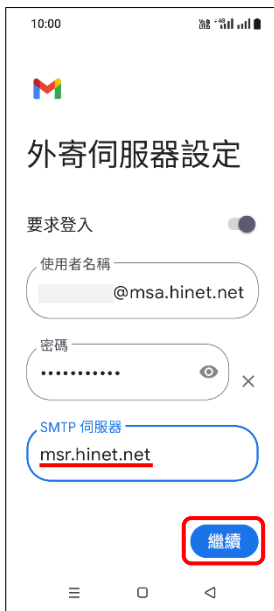 10:00
外寄伺服器設定
要求登入
使用者名稱
@msa.hinet.net
密碼
•••••••••••
SMTP 伺服器
msr.hinet.net
繼續